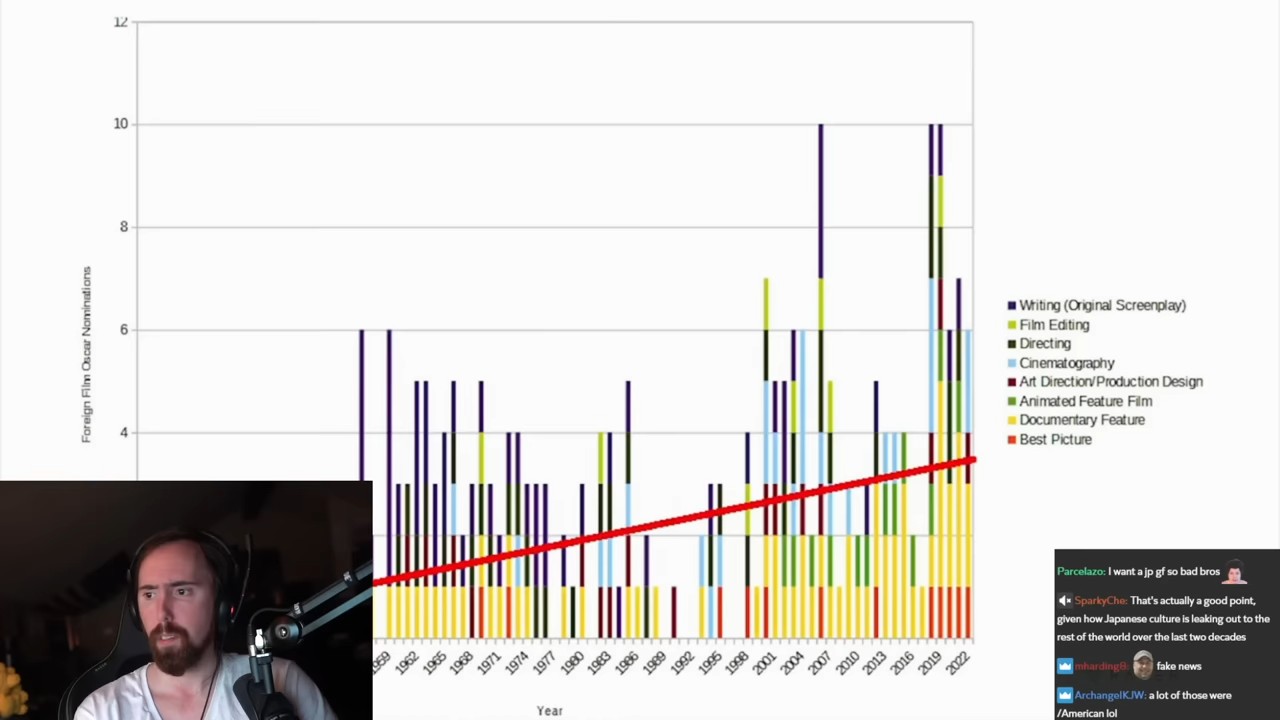 12
10
8
6
4
Foreign Film Oscar Nominations
Writing (Original Screenplay)
Film Editing
Directing
Cinematography
Art Direction/Production Design
Animated Feature Film
Documentary Feature
Best Picture
1959 1962 1965 1968 1971 1974 1977 1980 1983 1986 1989 1992 1995 1998 2001 2004 2007 2010 2013 2016 2019 2022
Year
Parcelazo: I want a jp gf so bad bros
SparkyChe: That's actually a good point,
given how Japanese culture is leaking out to the
rest of the world over the last two decades
mharding8: fake news
ArchangelKJW: a lot of those were
/American lol